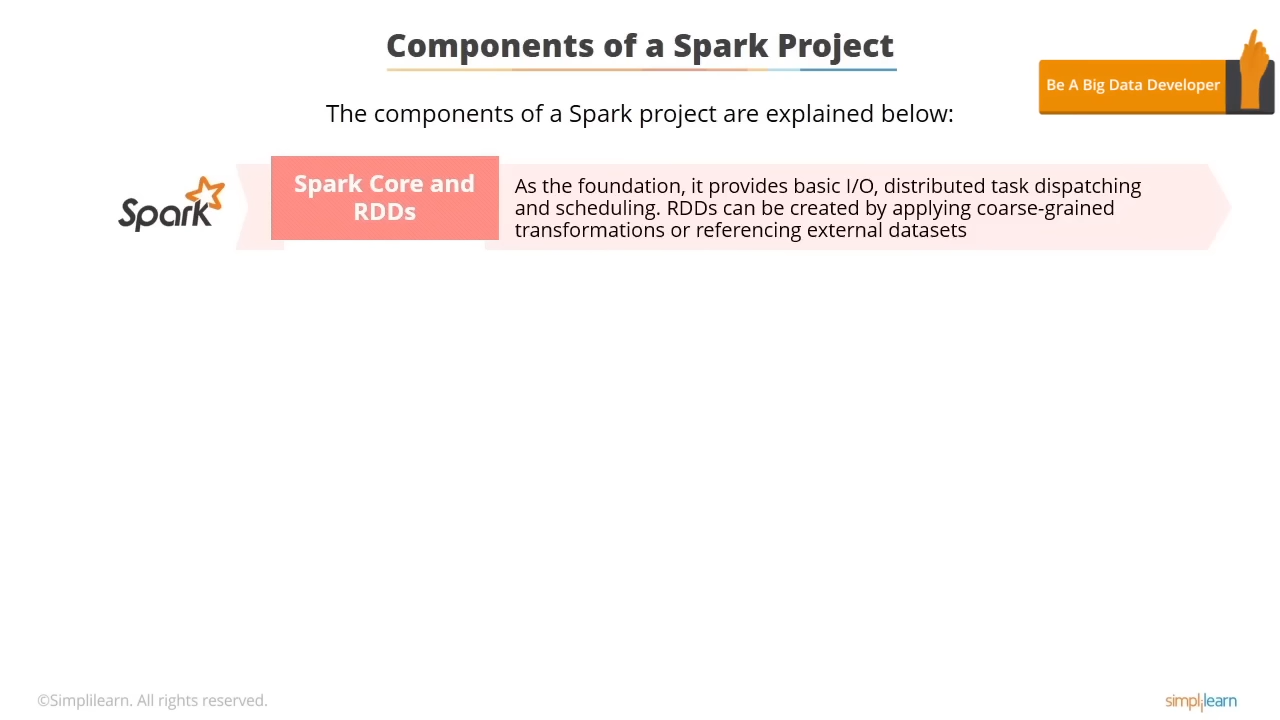 Components of a Spark Project
Be A Big Data Developer
The components of a Spark project are explained below:
Spark
Spark Core and
RDDs
As the foundation, it provides basic I/O, distributed task dispatching
and scheduling. RDDs can be created by applying coarse-grained
transformations or referencing external datasets
©Simplilearn. All rights reserved.
simplilearn